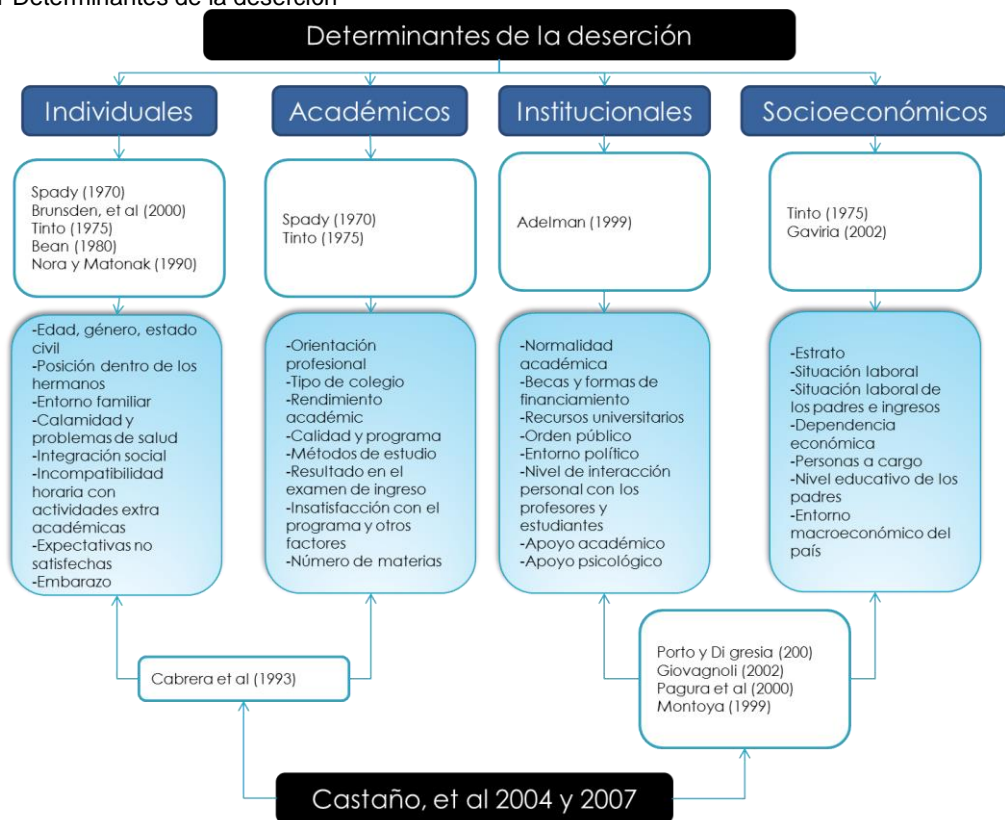 Determinantes de la deserción
Determinantes de la deserción
Individuales
Académicos
Institucionales
Socioeconómicos
Spady (1970)
Brunsden, et al (2000)
Tinto (1975)
Bean (1980)
Nora y Matonak (1990)
Spady (1970)
Tinto (1975)
Adelman (1999)
Tinto (1975)
Gaviria (2002)
-Edad, género, estado
civil
-Posición dentro de los
hermanos
-Entorno familiar
-Calamidad y
problemas de salud
-Integración social
-Incompatibilidad
horaria con
actividades extra
académicas
-Expectativas no
satisfechas
-Embarazo
-Orientación
profesional
-Tipo de colegio
-Rendimiento
académic
-Calidad y programa
-Métodos de estudio
-Resultado en el
examen de ingreso
-Insatisfacción con el
programa y otros
factores
-Número de materias
-Normalidad
académica
-Becas y formas de
financiamiento
-Recursos universitarios
-Orden público
-Entorno político
-Nivel de interacción
personal con los
profesores y
estudiantes
-Apoyo académico
-Apoyo psicológico
-Estrato
-Situación laboral
-Situación laboral de
los padres e ingresos
-Dependencia
económica
-Personas a cargo
-Nivel educativo de los
padres
-Entorno
macroeconómico del
país
Cabrera et al (1993)
Porto y Di gresia (200)
Giovagnoli (2002)
Pagura et al (2000)
Montoya (1999)
Castaño, et al 2004 y 2007